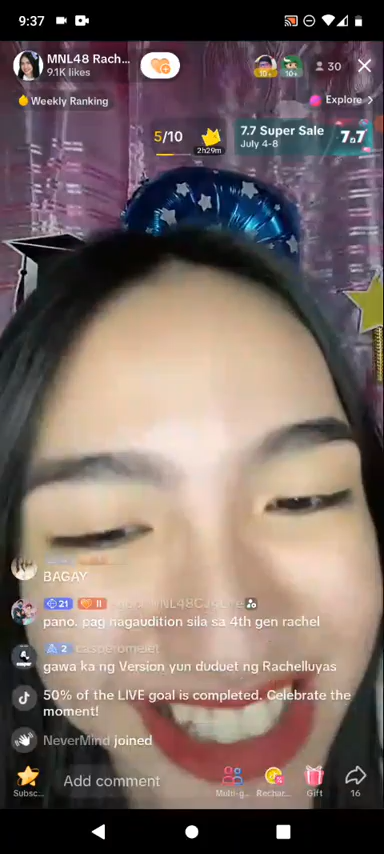 9:37
MNL48 Rach...
9.1K likes
10+
10+
30
Weekly Ranking
Explore
5/10
2h29m
7.7 Super Sale
July 4-8
7.7
BAGAY
21
II
pano. pag nagaudition sila sa 4th gen rachel
2
gawa ka ng Version yun duduet ng Rachelluyas
50% of the LIVE goal is completed. Celebrate the
moment!
NeverMind joined
Subsc...
Add comment
Multi-g...
Rechar...
Gift
16